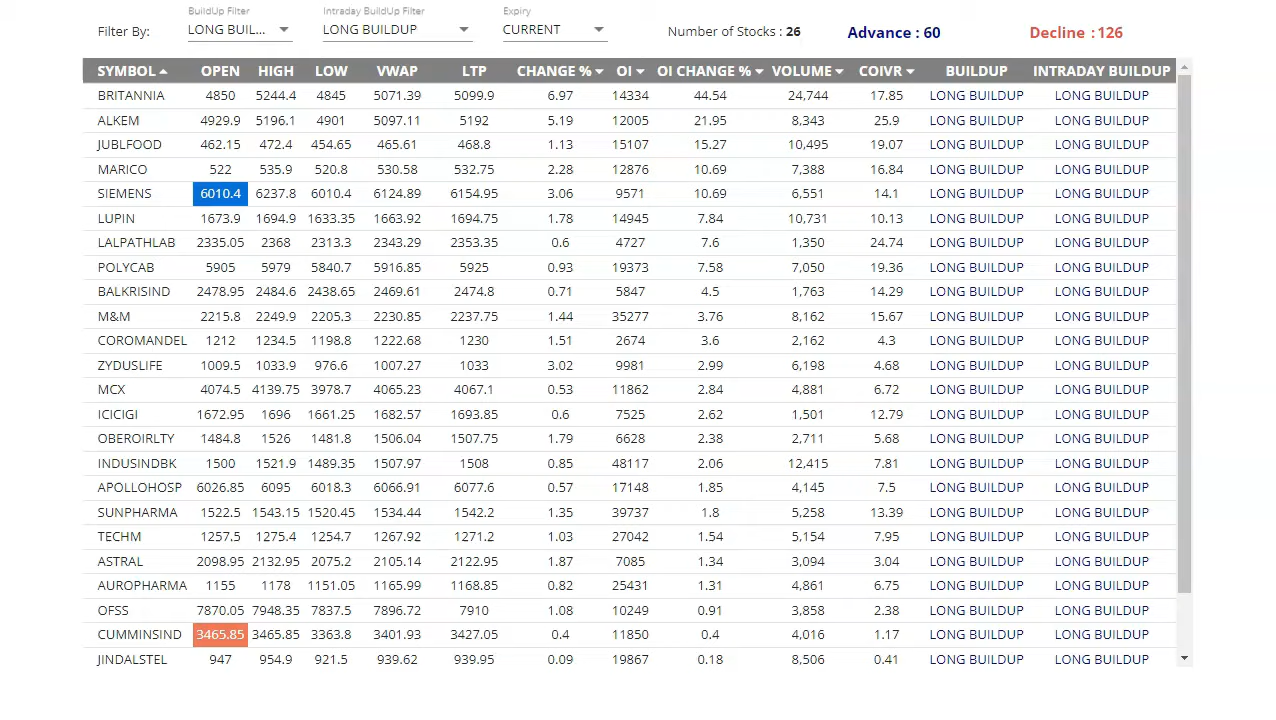 BuildUp Filter Intraday BuildUp Filter Expiry
Filter By: LONG BUIL... LONG BUILDUP CURRENT Number of Stocks : 26 Advance : 60 Decline : 126
SYMBOL OPEN HIGH LOW VWAP LTP CHANGE % OI OI CHANGE % VOLUME COIVR BUILDUP INTRADAY BUILDUP
BRITANNIA 4850 5244.4 4845 5071.39 5099.9 6.97 14334 44.54 24,744 17.85 LONG BUILDUP LONG BUILDUP
ALKEM 4929.9 5196.1 4901 5097.11 5192 5.19 12005 21.95 8,343 25.9 LONG BUILDUP LONG BUILDUP
JUBLFOOD 462.15 472.4 454.65 465.61 468.8 1.13 15107 15.27 10,495 19.07 LONG BUILDUP LONG BUILDUP
MARICO 522 535.9 520.8 530.58 532.75 2.28 12876 10.69 7,388 16.84 LONG BUILDUP LONG BUILDUP
SIEMENS 6010.4 6237.8 6010.4 6124.89 6154.95 3.06 9571 10.69 6,551 14.1 LONG BUILDUP LONG BUILDUP
LUPIN 1673.9 1694.9 1633.35 1663.92 1694.75 1.78 14945 7.84 10,731 10.13 LONG BUILDUP LONG BUILDUP
LALPATHLAB 2335.05 2368 2313.3 2343.29 2353.35 0.6 4727 7.6 1,350 24.74 LONG BUILDUP LONG BUILDUP
POLYCAB 5905 5979 5840.7 5916.85 5925 0.93 19373 7.58 7,050 19.36 LONG BUILDUP LONG BUILDUP
BALKRISIND 2478.95 2484.6 2438.65 2469.61 2474.8 0.71 5847 4.5 1,763 14.29 LONG BUILDUP LONG BUILDUP
M&M 2215.8 2249.9 2205.3 2230.85 2237.75 1.44 35277 3.76 8,162 15.67 LONG BUILDUP LONG BUILDUP
COROMANDEL 1212 1234.5 1198.8 1222.68 1230 1.51 2674 3.6 2,162 4.3 LONG BUILDUP LONG BUILDUP
ZYDUSLIFE 1009.5 1033.9 976.6 1007.27 1033 3.02 9981 2.99 6,198 4.68 LONG BUILDUP LONG BUILDUP
MCX 4074.5 4139.75 3978.7 4065.23 4067.1 0.53 11862 2.84 4,881 6.72 LONG BUILDUP LONG BUILDUP
ICICIGI 1672.95 1696 1661.25 1682.57 1693.85 0.6 7525 2.62 1,501 12.79 LONG BUILDUP LONG BUILDUP
OBEROIRLTY 1484.8 1526 1481.8 1506.04 1507.75 1.79 6628 2.38 2,711 5.68 LONG BUILDUP LONG BUILDUP
INDUSINDBK 1500 1521.9 1489.35 1507.97 1508 0.85 48117 2.06 12,415 7.81 LONG BUILDUP LONG BUILDUP
APOLLOHOSP 6026.85 6095 6018.3 6066.91 6077.6 0.57 17148 1.85 4,145 7.5 LONG BUILDUP LONG BUILDUP
SUNPHARMA 1522.5 1543.15 1520.45 1534.44 1542.2 1.35 39737 1.8 5,258 13.39 LONG BUILDUP LONG BUILDUP
TECHM 1257.5 1275.4 1254.7 1267.92 1271.2 1.03 27042 1.54 5,154 7.95 LONG BUILDUP LONG BUILDUP
ASTRAL 2098.95 2132.95 2075.2 2105.14 2122.95 1.87 7085 1.34 3,094 3.04 LONG BUILDUP LONG BUILDUP
AUROPHARMA 1155 1178 1151.05 1165.99 1168.85 0.82 25431 1.31 4,861 6.75 LONG BUILDUP LONG BUILDUP
OFSS 7870.05 7948.35 7837.5 7896.72 7910 1.08 10249 0.91 3,858 2.38 LONG BUILDUP LONG BUILDUP
CUMMINSIND 3465.85 3465.85 3363.8 3401.93 3427.05 0.4 11850 0.4 4,016 1.17 LONG BUILDUP LONG BUILDUP
JINDALSTEL 947 954.9 921.5 939.62 939.95 0.09 19867 0.18 8,506 0.41 LONG BUILDUP LONG BUILDUP